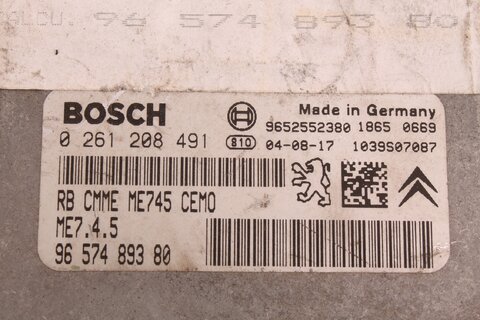 CALCU. 96 574 893 80
BOSCH
Made in Germany
9652552380 1865 0669
0 261 208 491
810
04-08-17 1039S07087
RB CMME ME745 CEMO
ME7.4.5
96 574 893 80